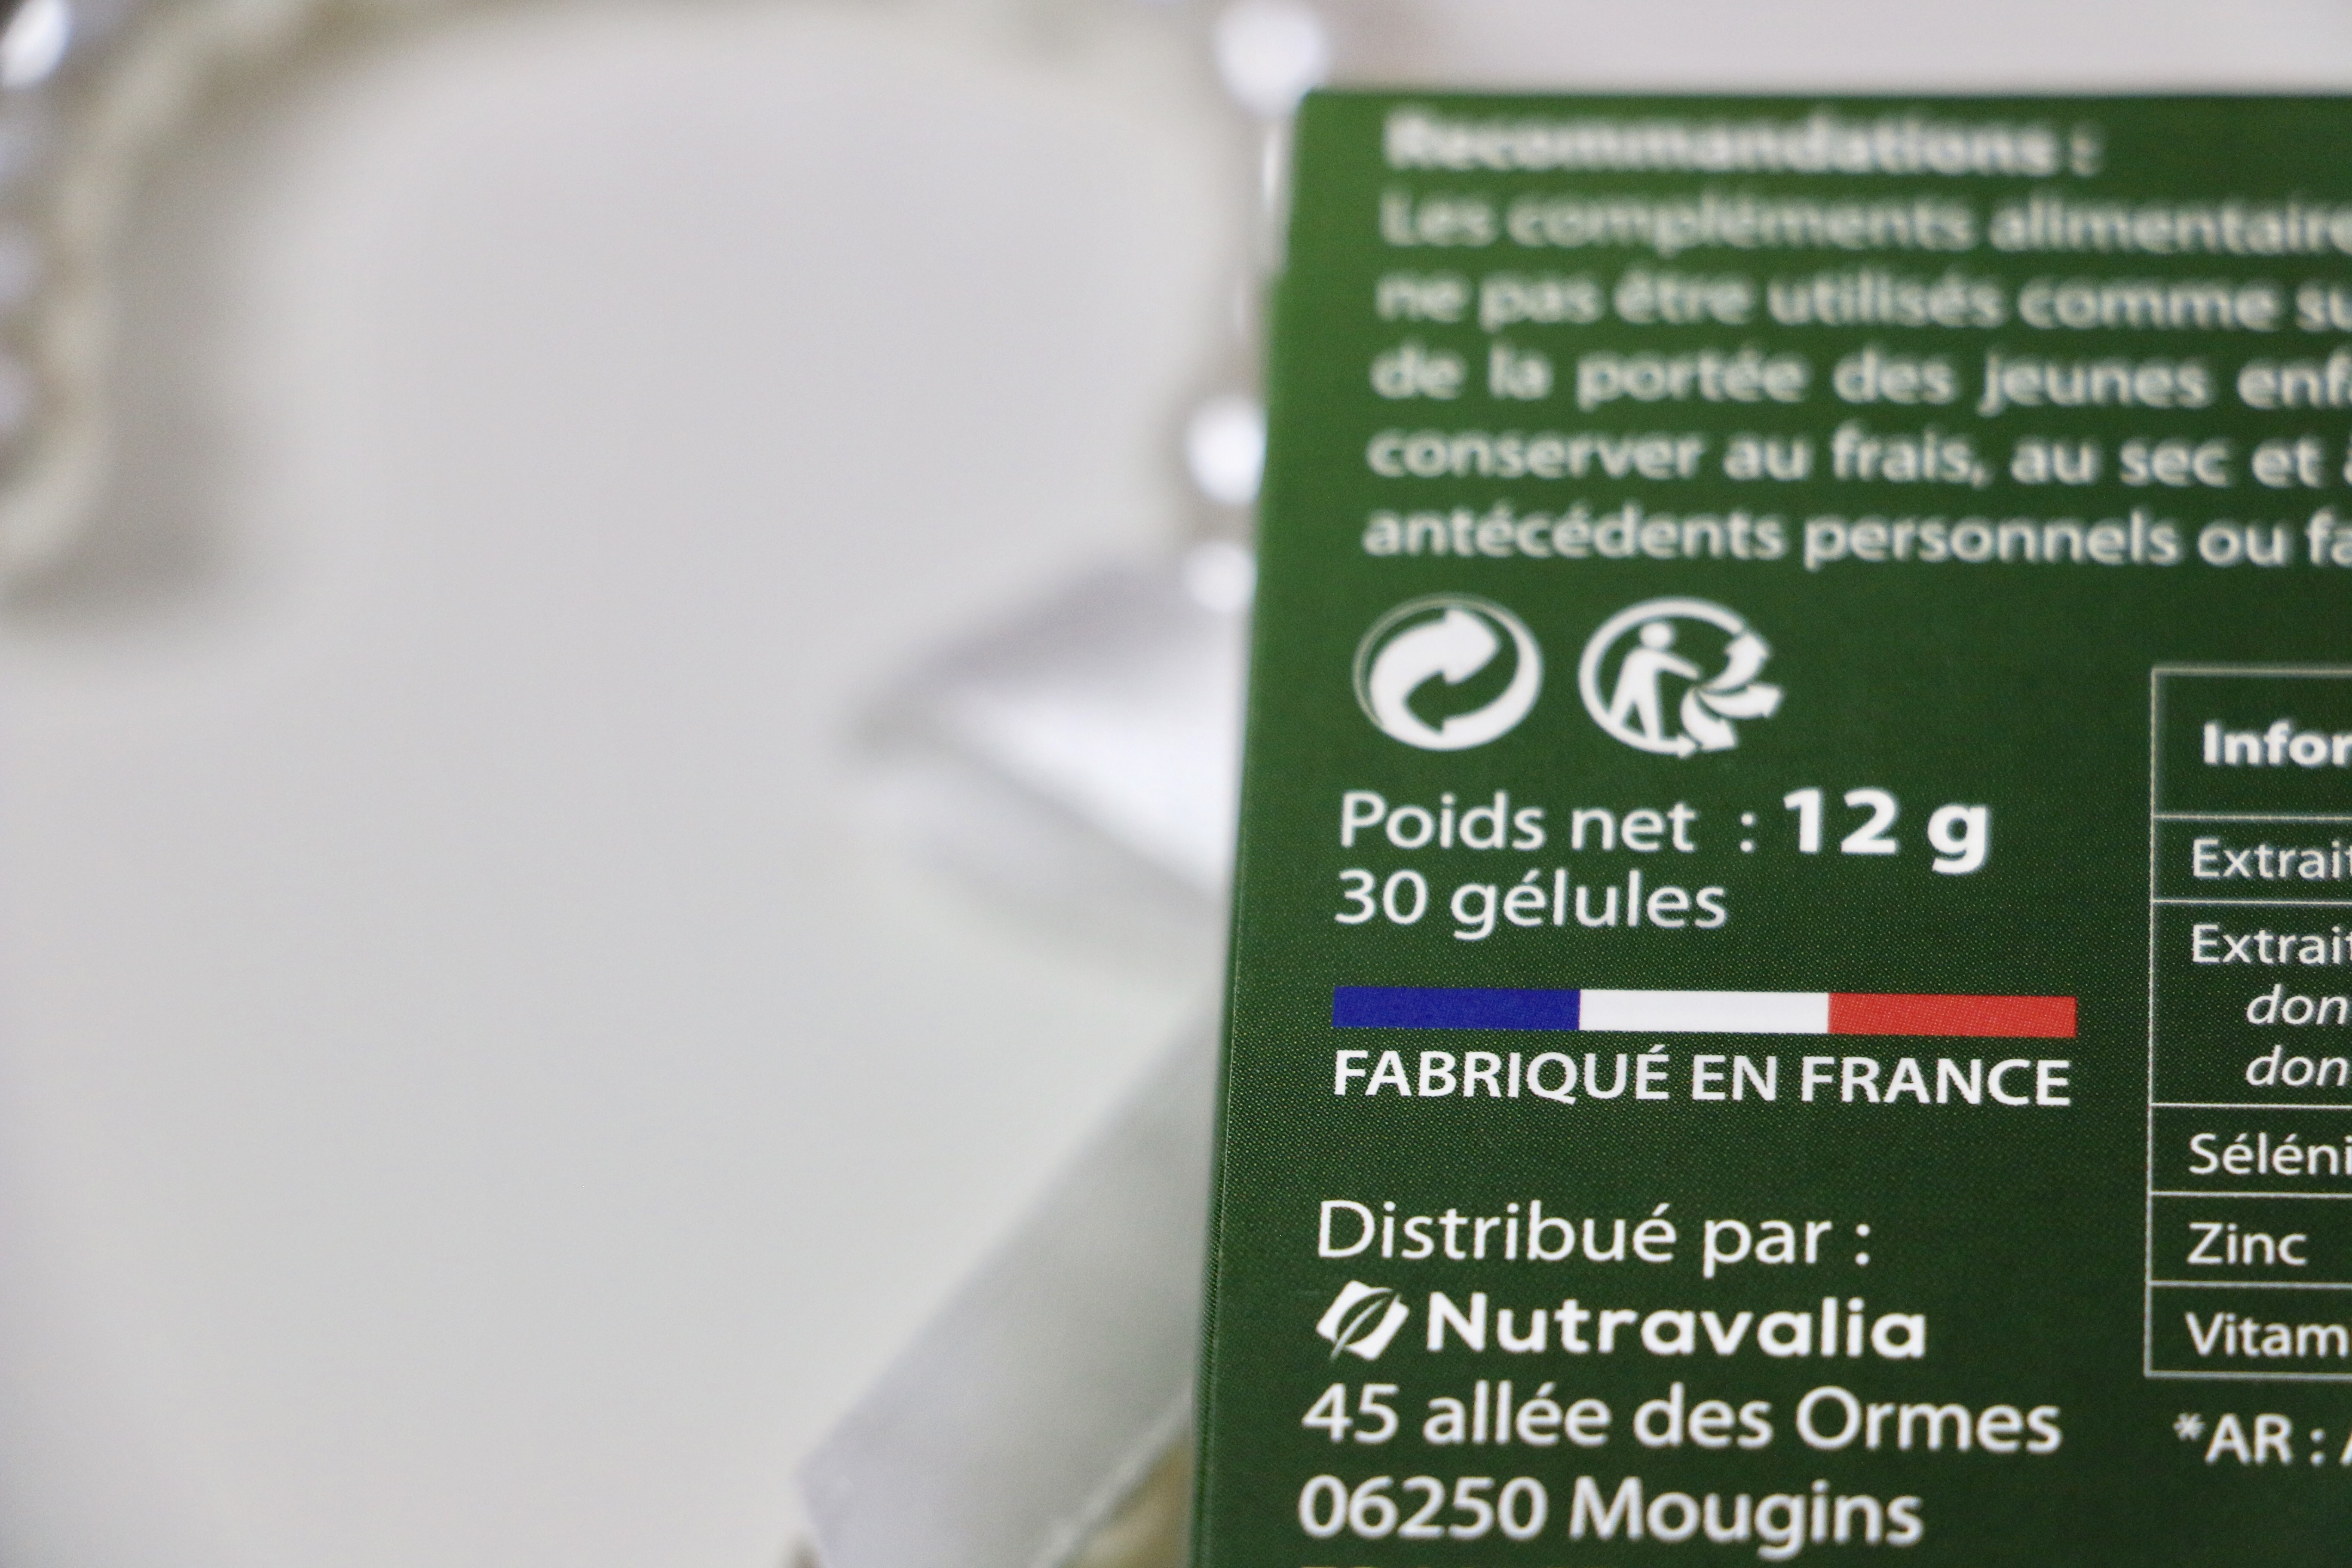 Recommandations :
Les compléments alimentaire
ne pas être utilisés comme su
de la portée des jeunes enf
conserver au frais, au sec et
antécédents personnels ou fa
Poids net : 12 g
30 gélules
FABRIQUÉ EN FRANCE
Distribué par :
Nutravalia
45 allée des Ormes
06250 Mougins
Infor
Extrait
Extrait
don
don
Séléni
Zinc
Vitam
*AR :